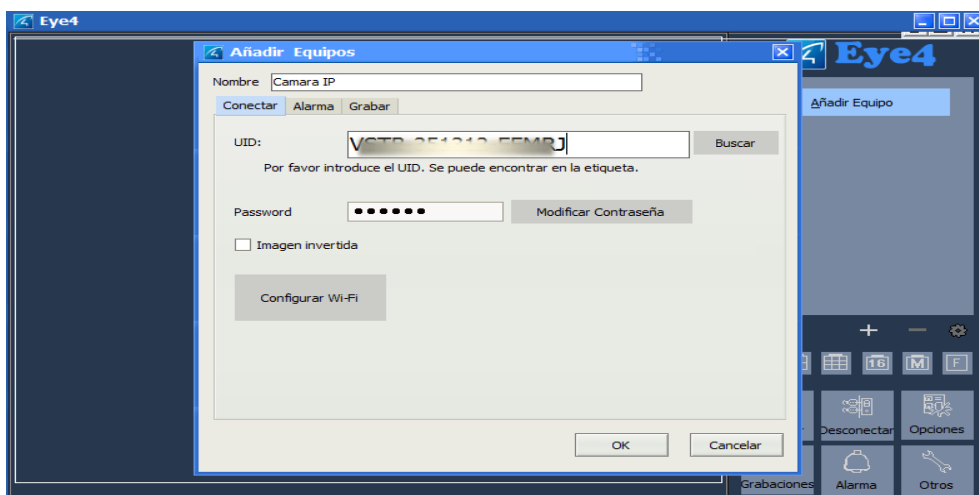 Eye4
Añadir Equipos
Eye4
Nombre Camara IP
Conectar Alarma Grabar
Añadir Equipo
UID:
Buscar
Por favor introduce el UID. Se puede encontrar en la etiqueta.
Password
Modificar Contraseña
Imagen invertida
Configurar Wi-Fi
16 M F
Desconectar Opciones
OK Cancelar
Grabaciones Alarma Otros